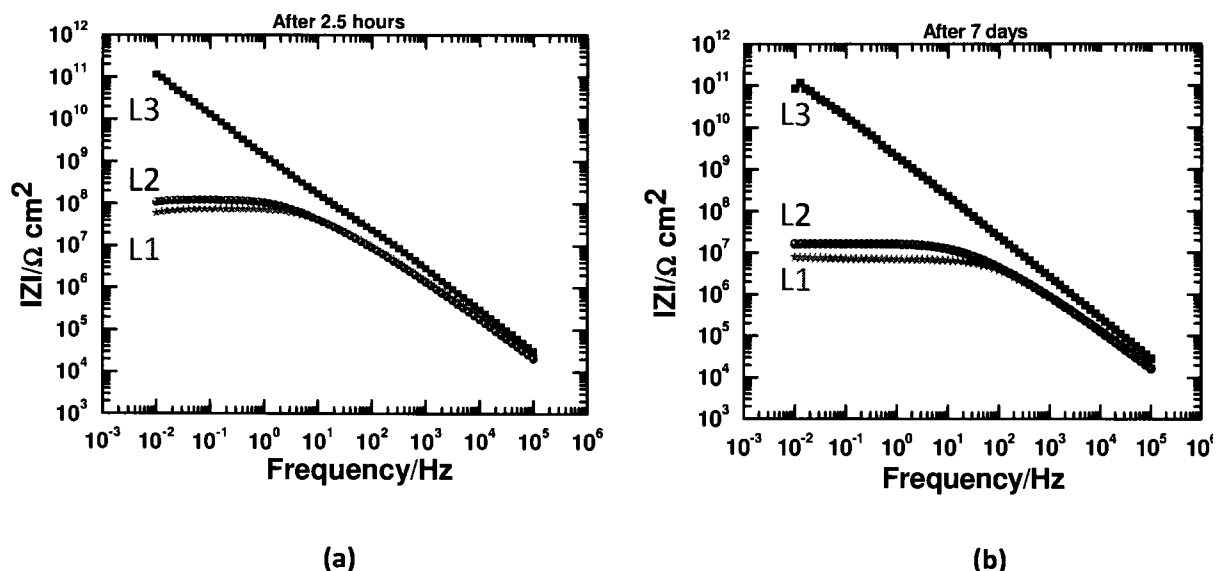 After 2.5 hours
10¹²
10¹¹
10¹⁰
10⁹
10⁸
10⁷
10⁶
10⁵
10⁴
10³
IZI/Ω cm²
L3
L2
L1
10⁻³ 10⁻² 10⁻¹ 10⁰ 10¹ 10² 10³ 10⁴ 10⁵ 10⁶
Frequency/Hz
(a)
After 7 days
10¹²
10¹¹
10¹⁰
10⁹
10⁸
10⁷
10⁶
10⁵
10⁴
10³
IZI/Ω cm²
L3
L2
L1
10⁻³ 10⁻² 10⁻¹ 10⁰ 10¹ 10² 10³ 10⁴ 10⁵ 10⁶
Frequency/Hz
(b)